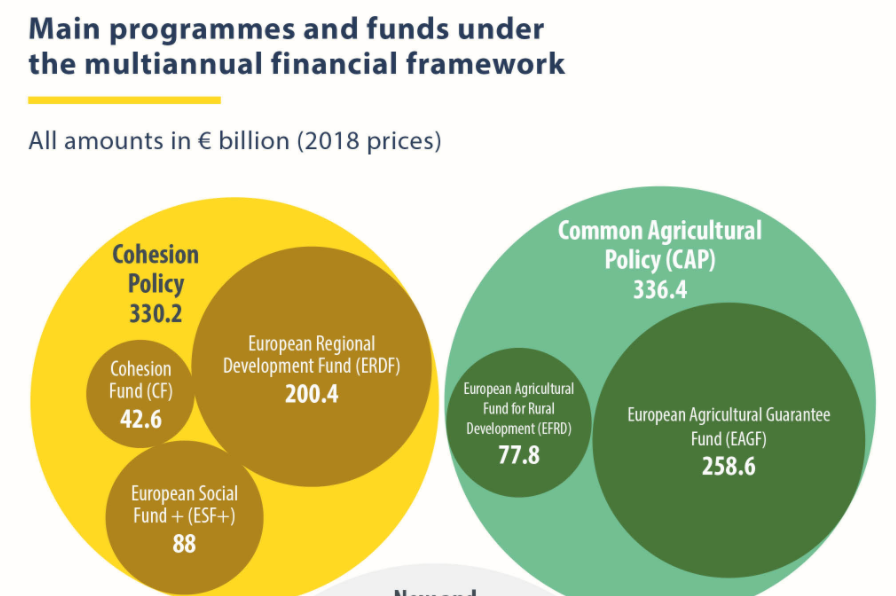 Main programmes and funds under
the multiannual financial framework
All amounts in € billion (2018 prices)
Cohesion
Policy
330.2
European Regional
Development Fund (ERDF)
200.4
Cohesion
Fund (CF)
42.6
European Social
Fund + (ESF+)
88
Common Agricultural
Policy (CAP)
336.4
European Agricultural
Fund for Rural
Development (EFRD)
77.8
European Agricultural Guarantee
Fund (EAGF)
258.6